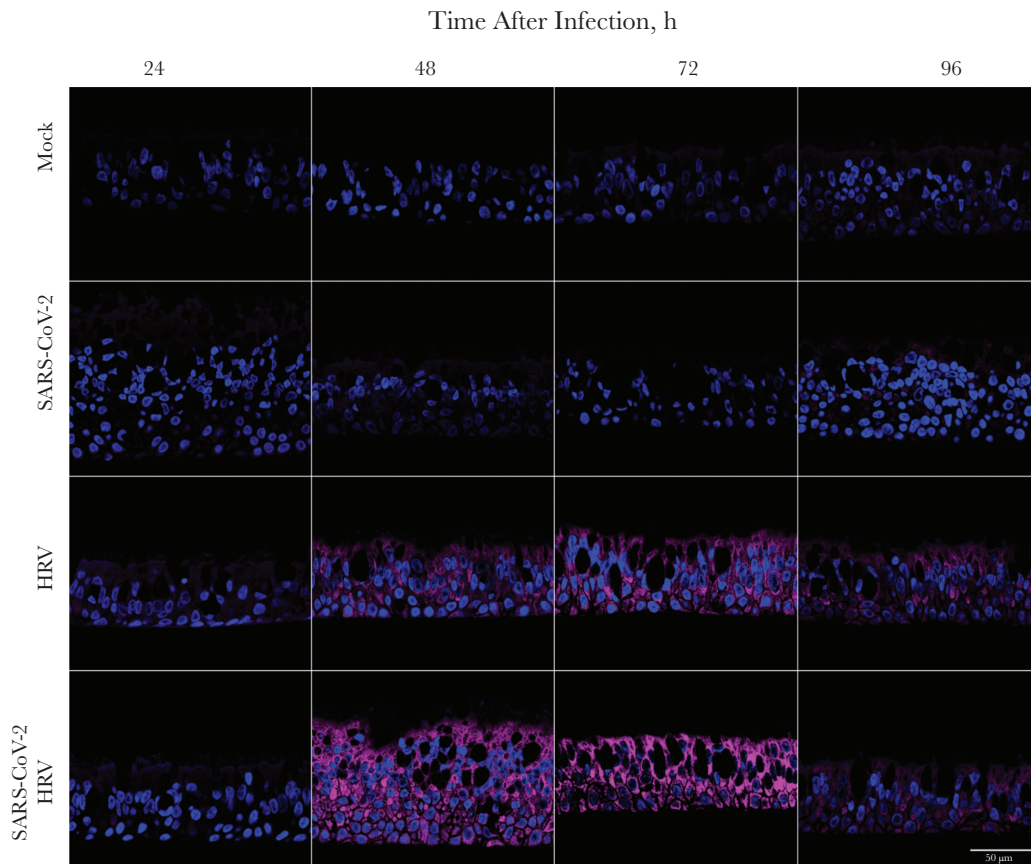 Time After Infection, h
24 48 72 96
Mock
SARS-CoV-2
HRV
SARS-CoV-2
HRV
50 µm